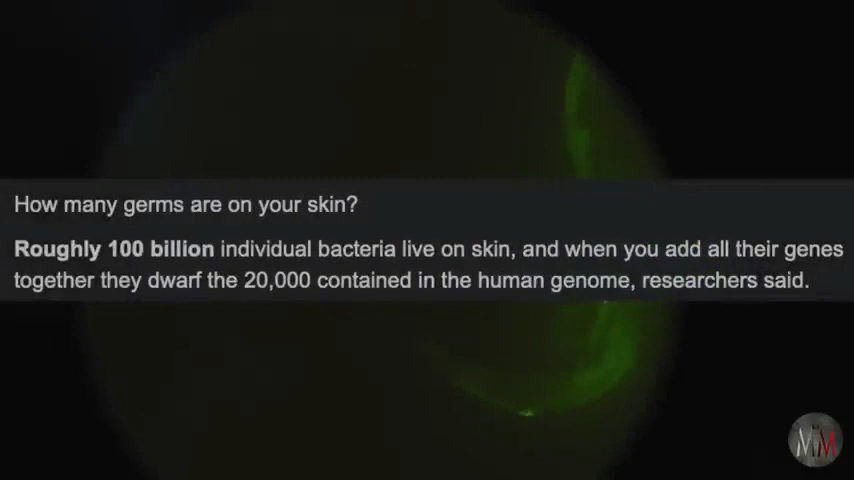 How many germs are on your skin?
Roughly 100 billion individual bacteria live on skin, and when you add all their genes
together they dwarf the 20,000 contained in the human genome, researchers said.
MM